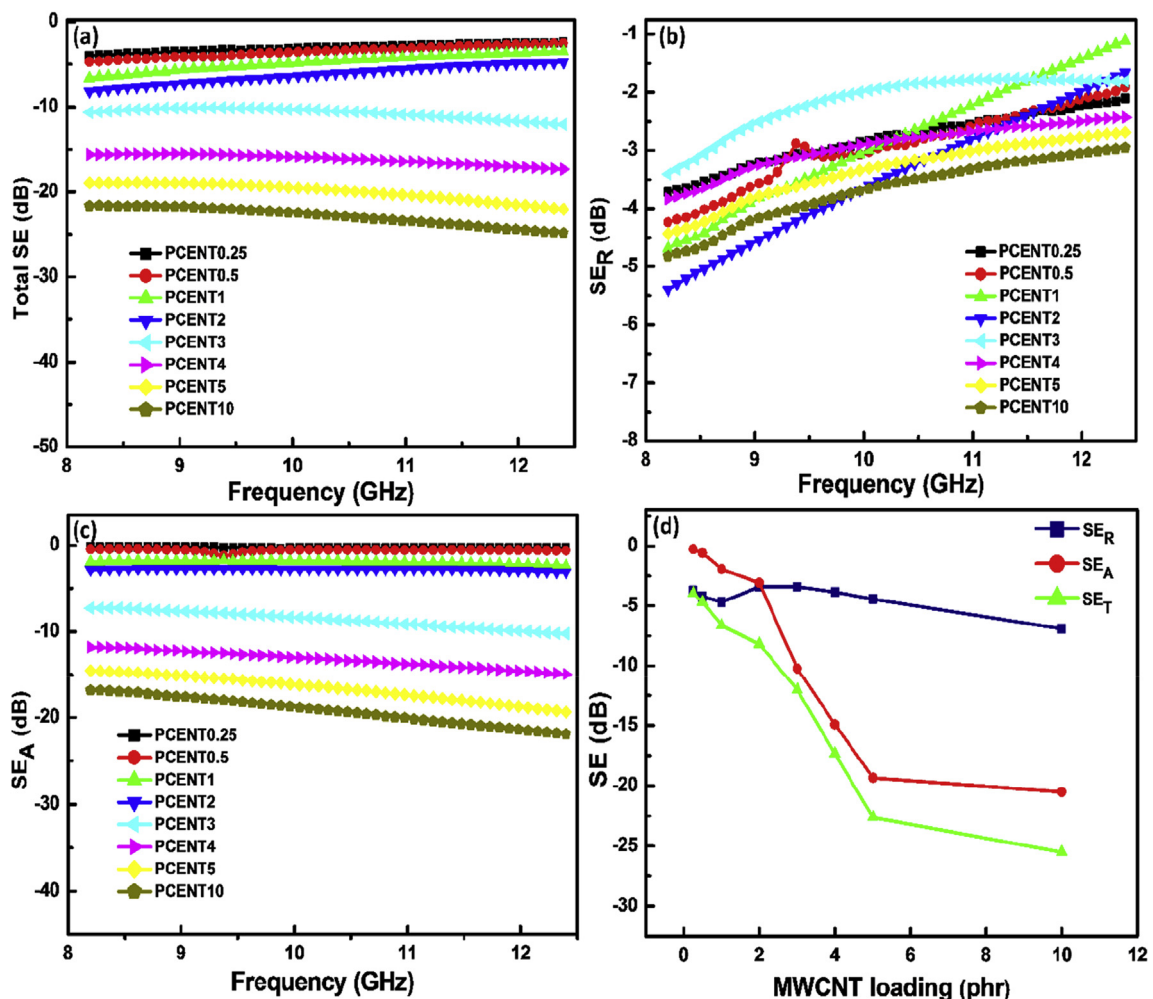 (a)
0
-10
-20
-30
-40
-50
Total SE (dB)
PCENT0.25
PCENT0.5
PCENT1
PCENT2
PCENT3
PCENT4
PCENT5
PCENT10
8 9 10 11 12
Frequency (GHz)
(b)
-1
-2
-3
-4
-5
-6
-7
-8
SER (dB)
PCENT0.25
PCENT0.5
PCENT1
PCENT2
PCENT3
PCENT4
PCENT5
PCENT10
8 9 10 11 12
Frequency (GHz)
(c)
0
-10
-20
-30
-40
SEA (dB)
PCENT0.25
PCENT0.5
PCENT1
PCENT2
PCENT3
PCENT4
PCENT5
PCENT10
8 9 10 11 12
Frequency (GHz)
(d)
0
-5
-10
-15
-20
-25
-30
SE (dB)
SER
SEA
SET
0 2 4 6 8 10 12
MWCNT loading (phr)